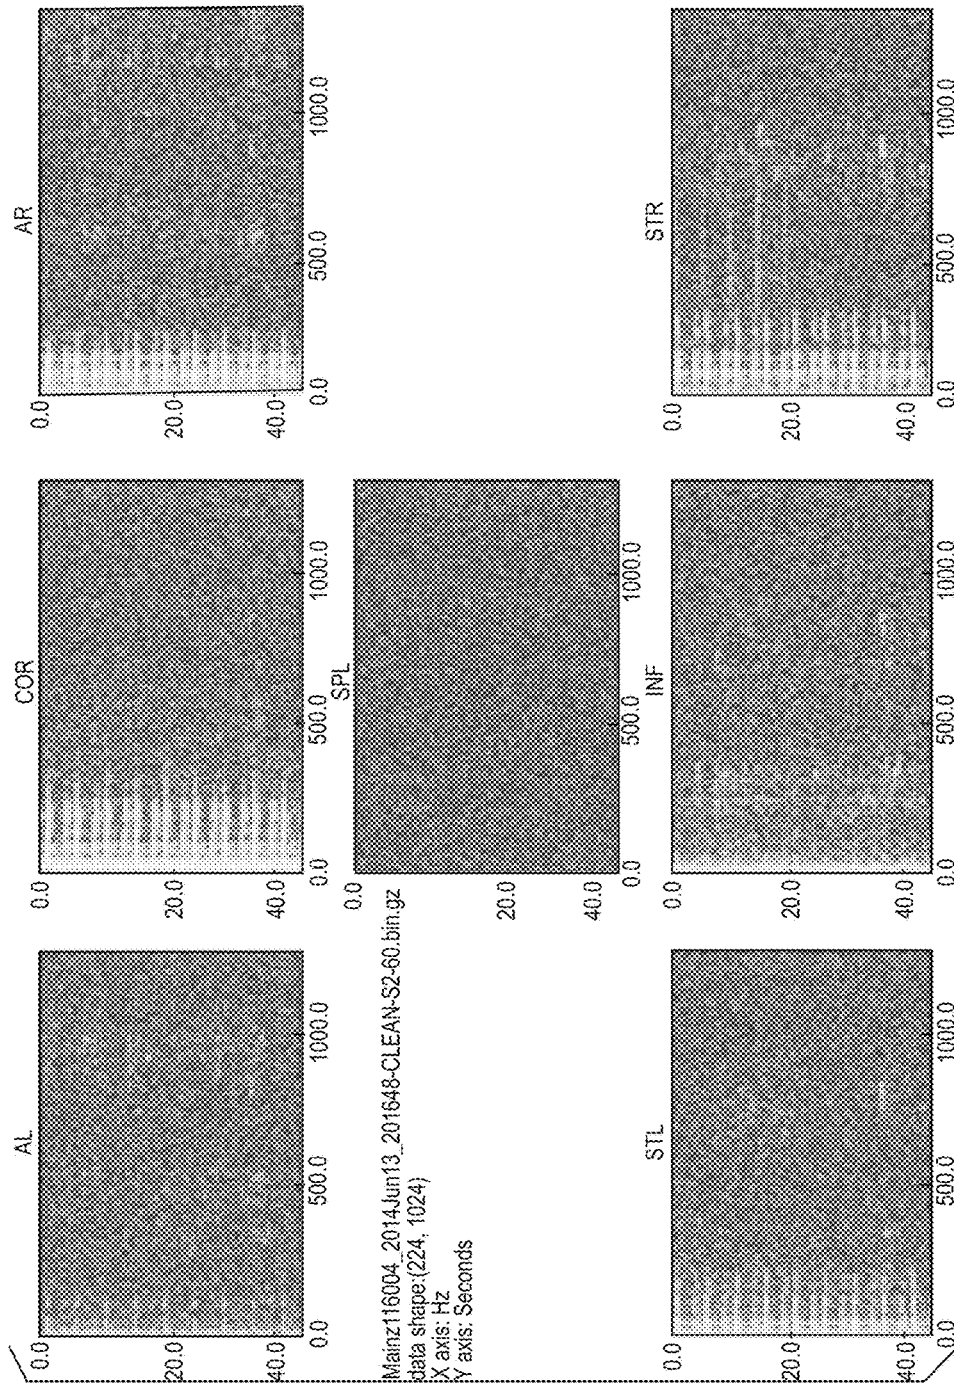 AL
COR
AR
0.0
20.0
40.0
0.0 500.0 1000.0
0.0
20.0
40.0
0.0 500.0 1000.0
0.0
20.0
40.0
0.0 500.0 1000.0
Mainz116004_2014Jun13_201648-CLEAN-S2-60.bin.gz
data shape:(224, 1024)
X axis: Hz
Y axis: Seconds
SPL
0.0
20.0
40.0
0.0 500.0 1000.0
STL
INF
STR
0.0
20.0
40.0
0.0 500.0 1000.0
0.0
20.0
40.0
0.0 500.0 1000.0
0.0
20.0
40.0
0.0 500.0 1000.0